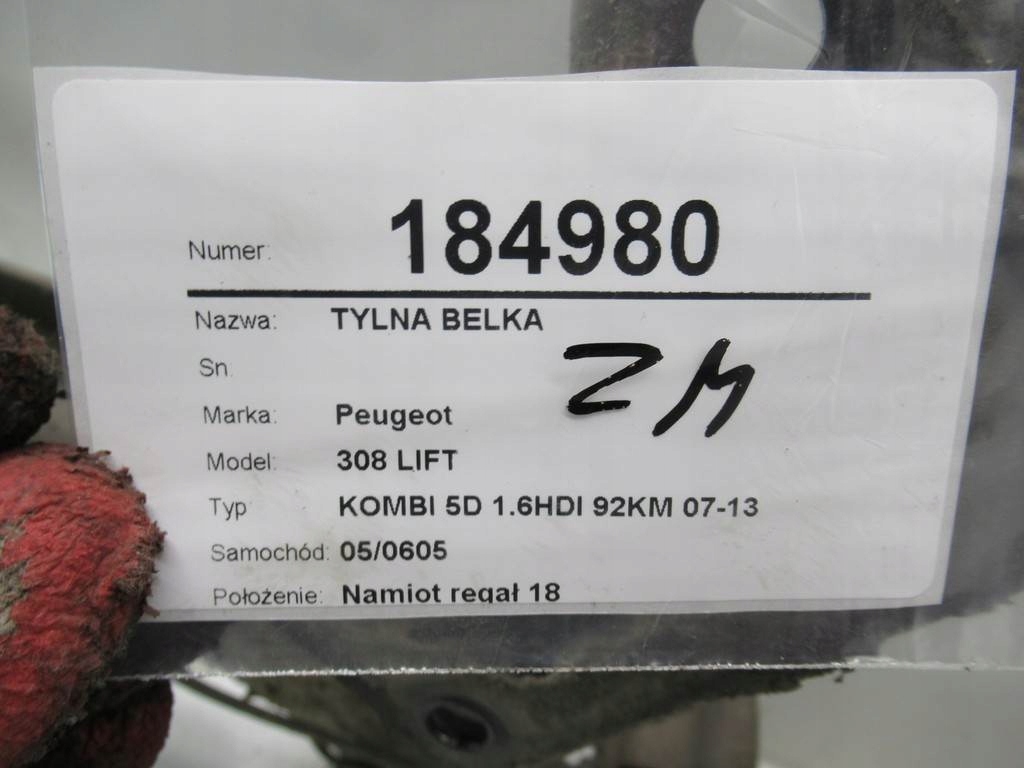 Numer: 184980
Nazwa: TYLNA BELKA
Sn:
ZM
Marka: Peugeot
Model: 308 LIFT
Typ KOMBI 5D 1.6HDI 92KM 07-13
Samochód: 05/0605
Położenie: Namiot regał 18